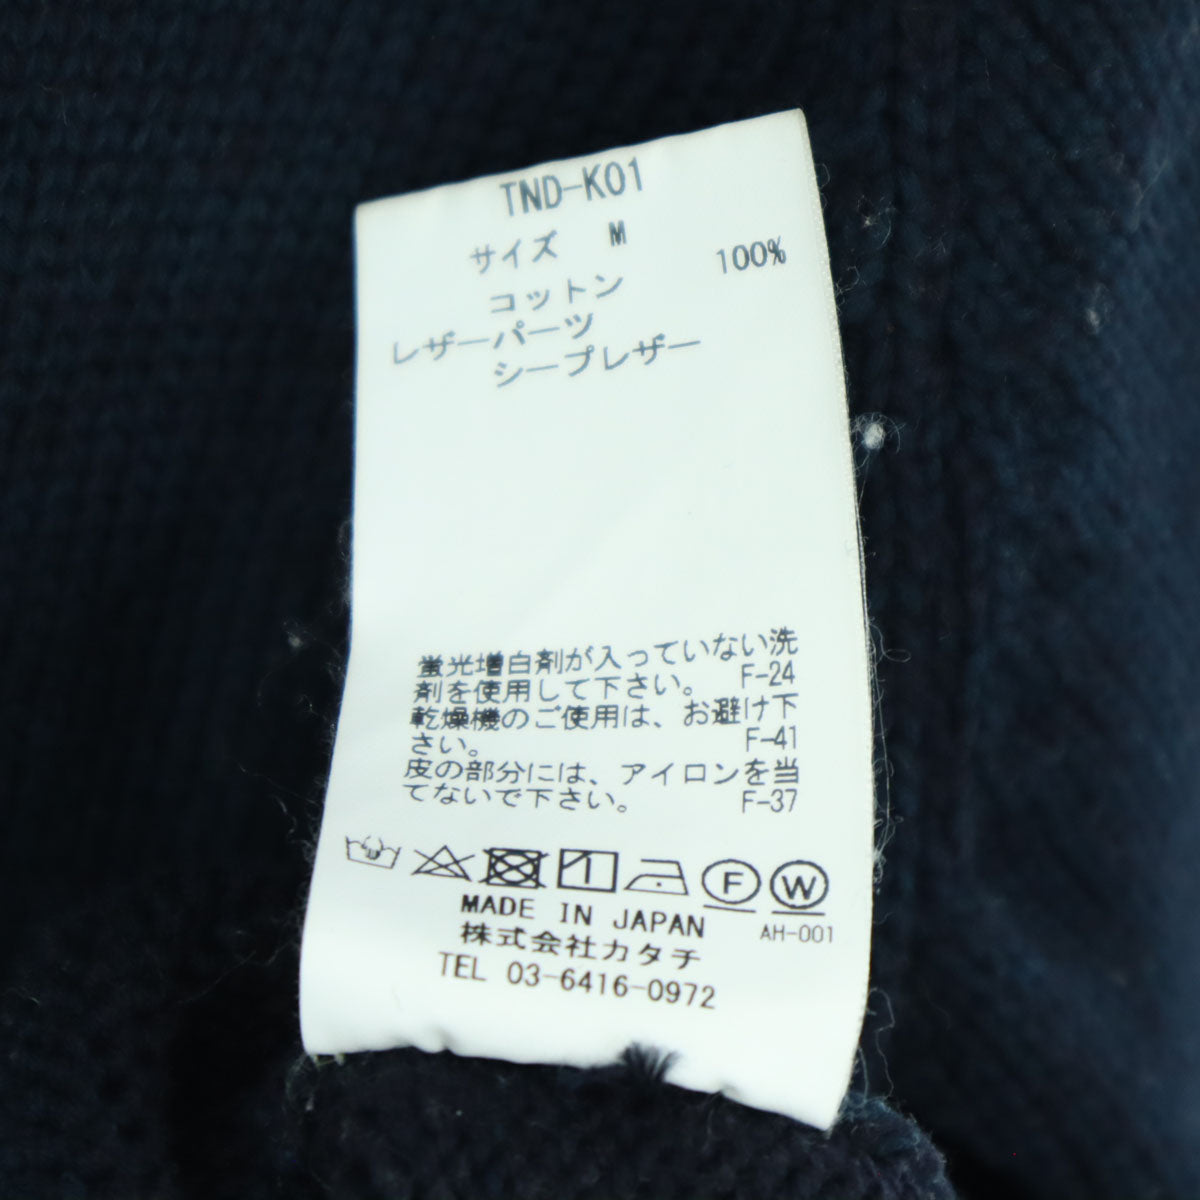 TND-K01
サイズ M
コットン 100%
レザーパーツ
シープレザー
蛍光増白剤が入っていない洗
剤を使用して下さい。 F-24
乾燥機のご使用は、お避け下
さい。 F-41
皮の部分には、アイロンを当
てないで下さい。 F-37
F W
MADE IN JAPAN AH-001
株式会社カタチ
TEL 03-6416-0972